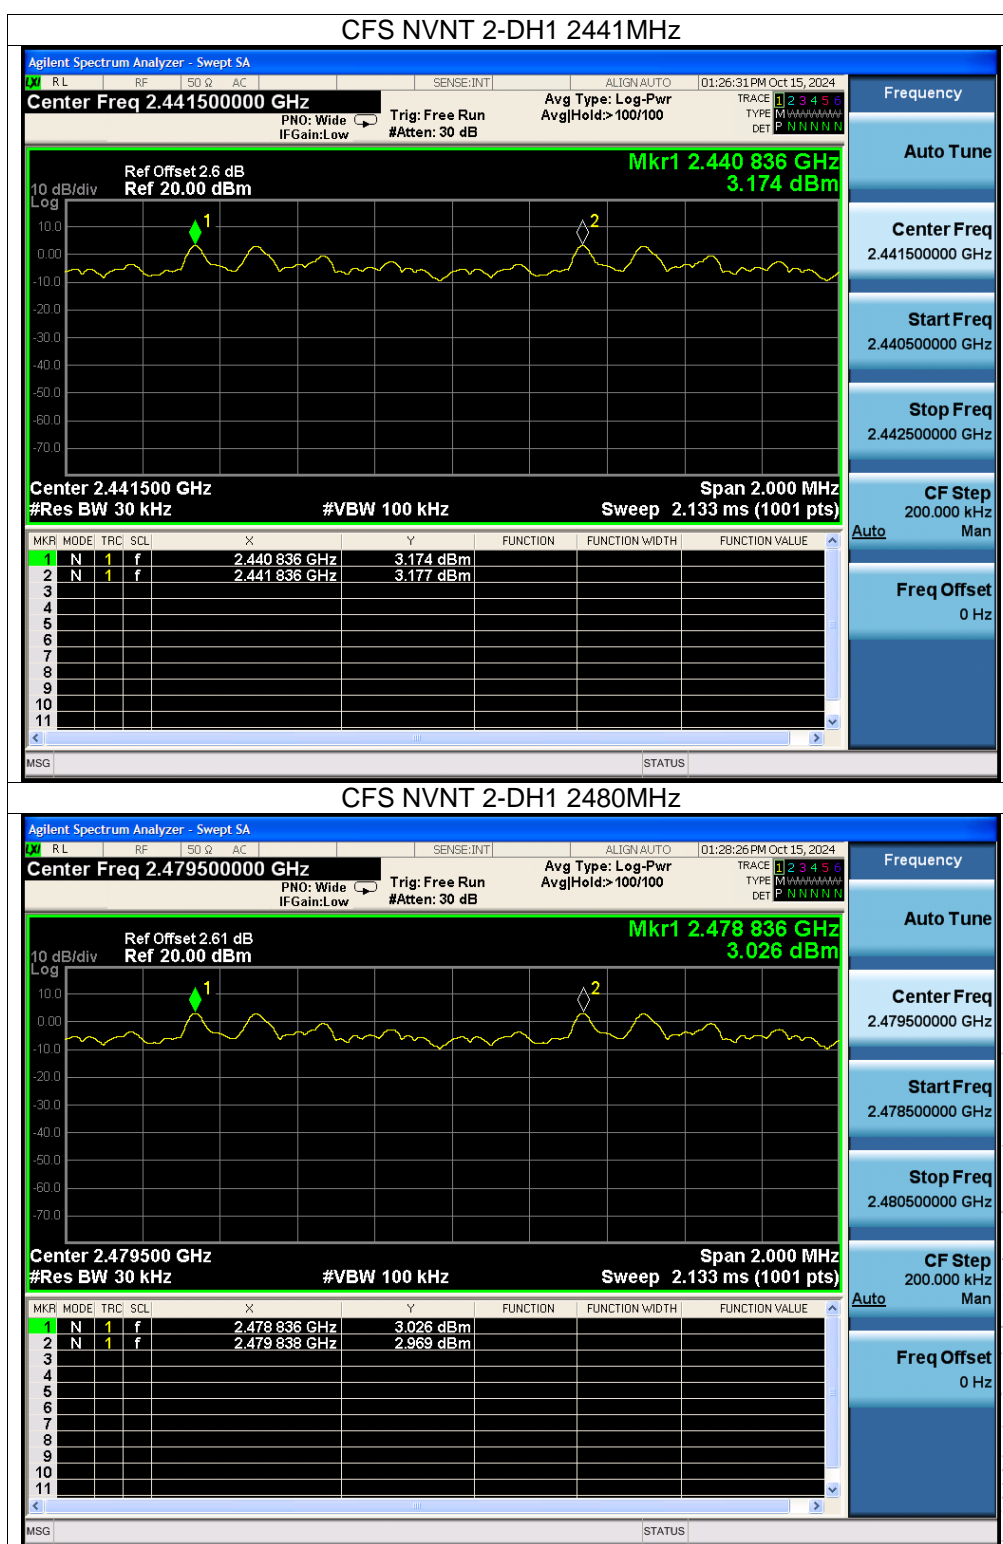 CFS NVNT 2-DH1 2441MHz
Agilent Spectrum Analyzer - Swept SA
LXI RL RF 50 Ω AC SENSE:INT ALIGN AUTO 01:26:31 PM Oct 15, 2024
Center Freq 2.441500000 GHz Avg Type: Log-Pwr TRACE 1 2 3 4 5 6
PNO: Wide Trig: Free Run Avg|Hold:> 100/100 TYPE M WWWWW
IFGain:Low #Atten: 30 dB DET P N N N N N
Mkr1 2.440 836 GHz
3.174 dBm
Ref Offset 2.6 dB
10 dB/div Ref 20.00 dBm
Log
1
2
10.0
0.00
-10.0
-20.0
-30.0
-40.0
-50.0
-60.0
-70.0
Center 2.441500 GHz Span 2.000 MHz
#Res BW 30 kHz #VBW 100 kHz Sweep 2.133 ms (1001 pts)
MKR MODE TRC SCL X Y FUNCTION FUNCTION WIDTH FUNCTION VALUE
1 N 1 f 2.440 836 GHz 3.174 dBm
2 N 1 f 2.441 836 GHz 3.177 dBm
3
4
5
6
7
8
9
10
11
MSG STATUS
Frequency
Auto Tune
Center Freq
2.441500000 GHz
Start Freq
2.440500000 GHz
Stop Freq
2.442500000 GHz
CF Step
200.000 kHz
Auto Man
Freq Offset
0 Hz
CFS NVNT 2-DH1 2480MHz
Agilent Spectrum Analyzer - Swept SA
LXI RL RF 50 Ω AC SENSE:INT ALIGN AUTO 01:28:26 PM Oct 15, 2024
Center Freq 2.479500000 GHz Avg Type: Log-Pwr TRACE 1 2 3 4 5 6
PNO: Wide Trig: Free Run Avg|Hold:> 100/100 TYPE M WWWWW
IFGain:Low #Atten: 30 dB DET P N N N N N
Mkr1 2.478 836 GHz
3.026 dBm
Ref Offset 2.61 dB
10 dB/div Ref 20.00 dBm
Log
1
2
10.0
0.00
-10.0
-20.0
-30.0
-40.0
-50.0
-60.0
-70.0
Center 2.479500 GHz Span 2.000 MHz
#Res BW 30 kHz #VBW 100 kHz Sweep 2.133 ms (1001 pts)
MKR MODE TRC SCL X Y FUNCTION FUNCTION WIDTH FUNCTION VALUE
1 N 1 f 2.478 836 GHz 3.026 dBm
2 N 1 f 2.479 838 GHz 2.969 dBm
3
4
5
6
7
8
9
10
11
MSG STATUS
Frequency
Auto Tune
Center Freq
2.479500000 GHz
Start Freq
2.478500000 GHz
Stop Freq
2.480500000 GHz
CF Step
200.000 kHz
Auto Man
Freq Offset
0 Hz